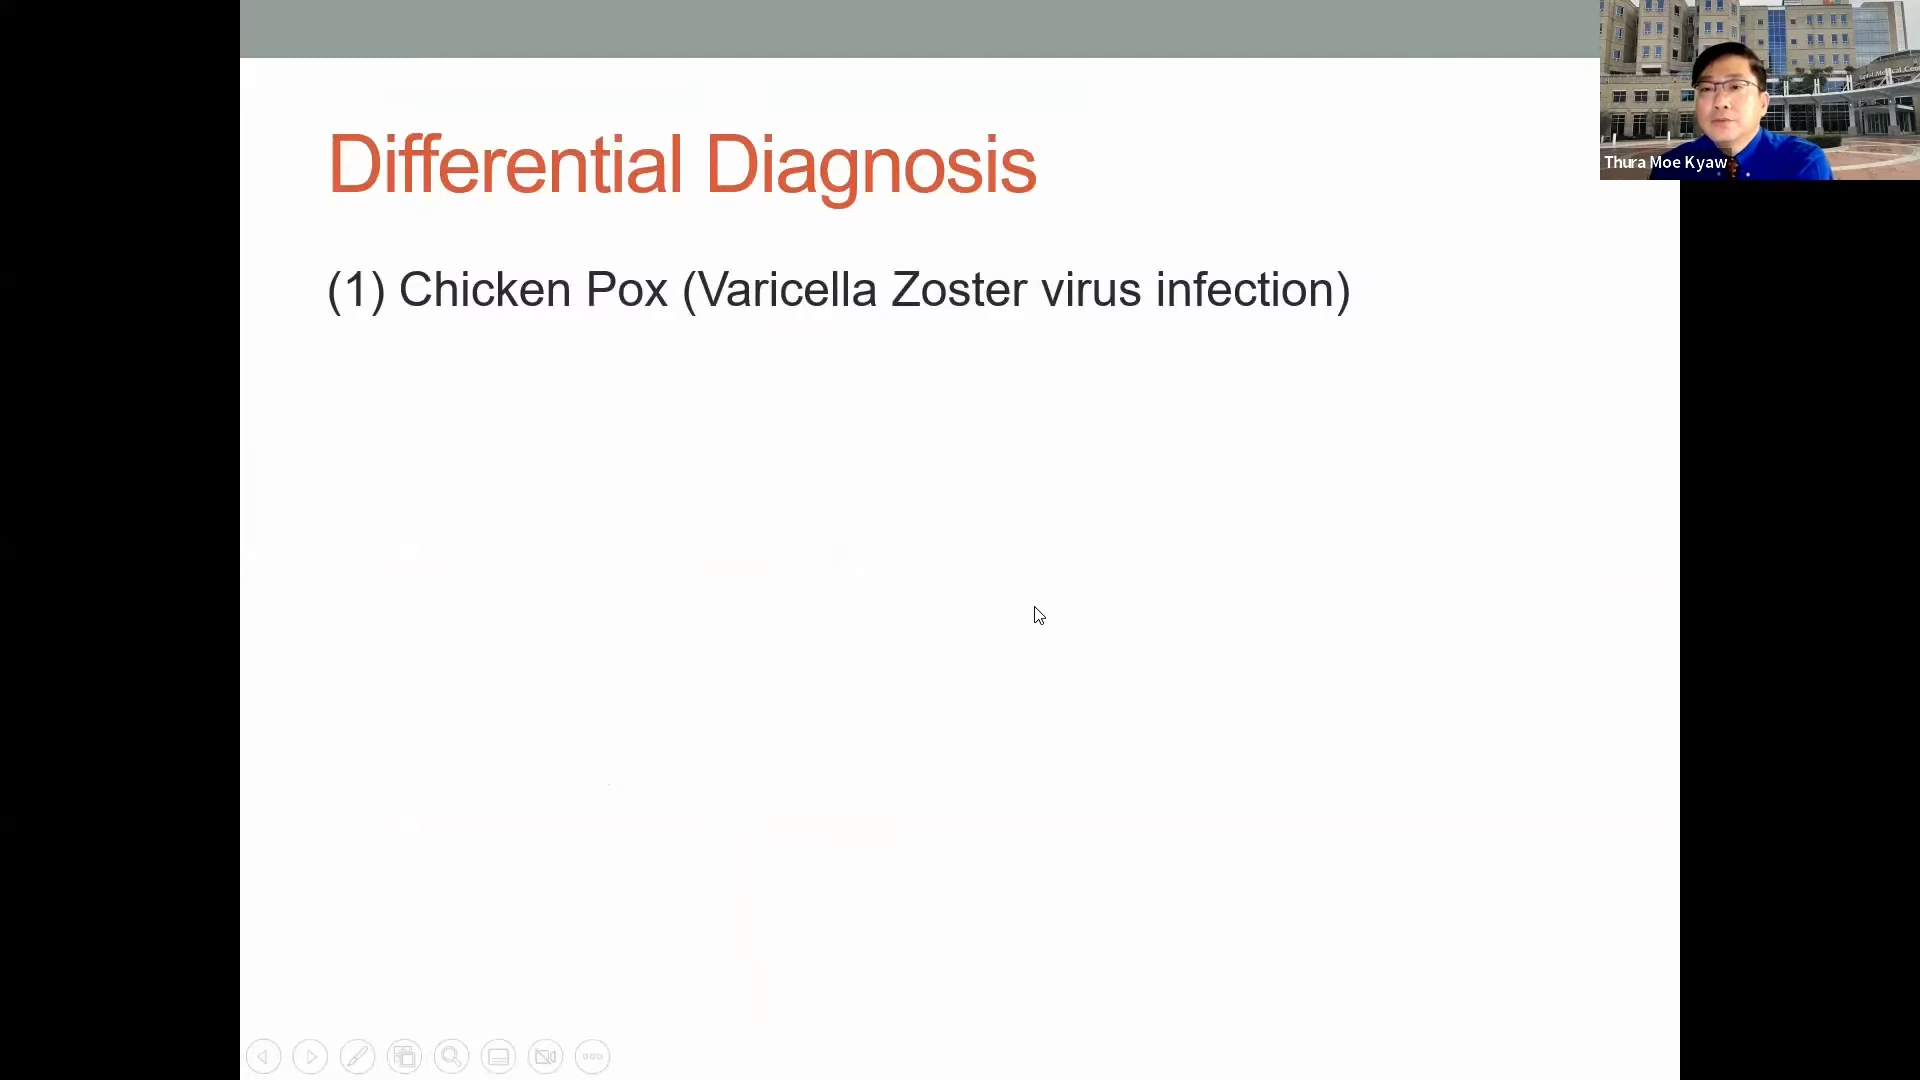 Differential Diagnosis
(1) Chicken Pox (Varicella Zoster virus infection)
Thura Moe Kyaw